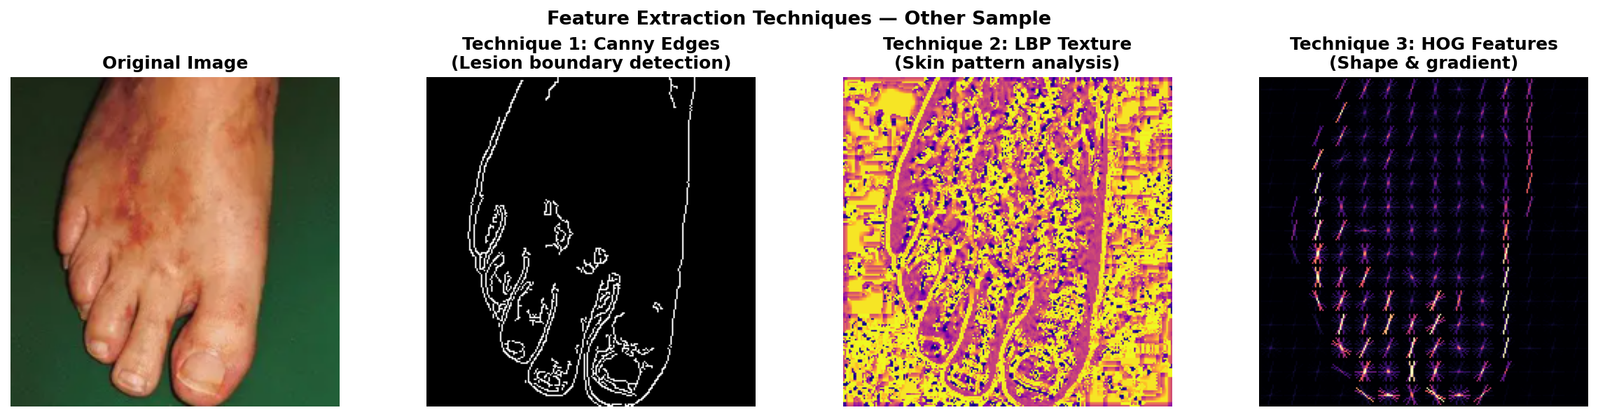 Feature Extraction Techniques — Other Sample
Original Image
Technique 1: Canny Edges
(Lesion boundary detection)
Technique 2: LBP Texture
(Skin pattern analysis)
Technique 3: HOG Features
(Shape & gradient)